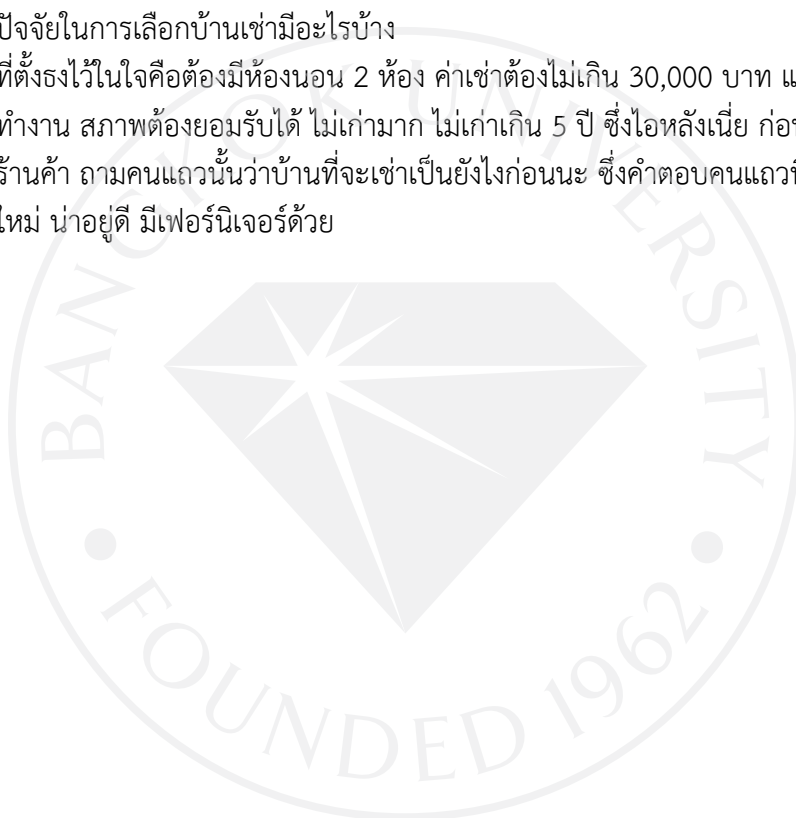 ปัจจัยในการเลือกบ้านเช่ามีอะไรบ้าง
ที่ตั้งธงไว้ในใจคือต้องมีห้องนอน 2 ห้อง ค่าเช่าต้องไม่เกิน 30,000 บาท
ทำงาน สภาพต้องยอมรับได้ ไม่เก่ามาก ไม่เก่าเกิน 5 ปี ซึ่งไอหลังเนี่ย
ร้านค้า ถามคนแถวนั้นว่าบ้านที่จะเช่าเป็นยังไงก่อนนะ ซึ่งคำตอบคนแถวนี้
ใหม่ น่าอยู่ดี มีเฟอร์นิเจอร์ด้วย
BANGKOK UNIVERSITY
FOUNDED 1962